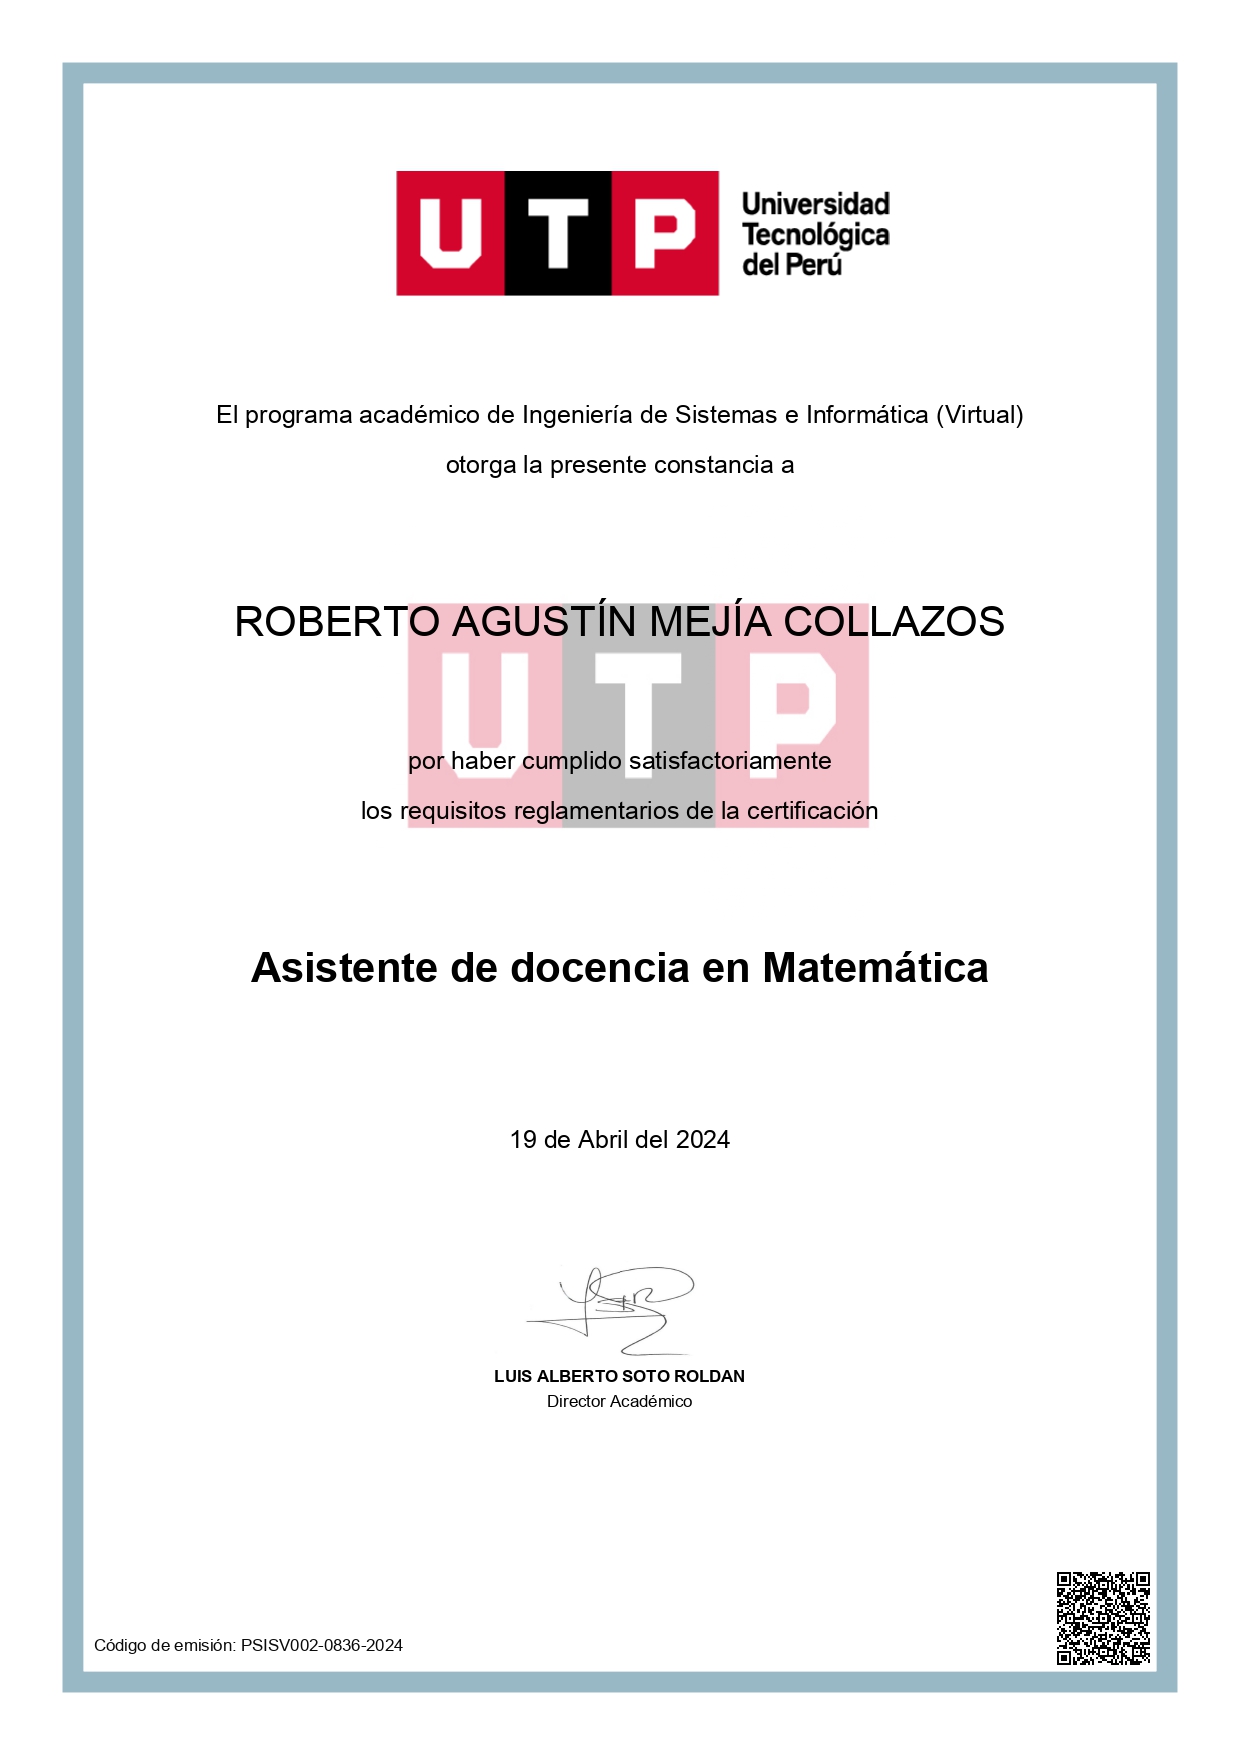 UTP
Universidad
Tecnológica
del Perú
El programa académico de Ingeniería de Sistemas e Informática (Virtual)
otorga la presente constancia a
ROBERTO AGUSTÍN MEJÍA COLLAZOS
UTP
por haber cumplido satisfactoriamente
los requisitos reglamentarios de la certificación
Asistente de docencia en Matemática
19 de Abril del 2024
LUIS ALBERTO SOTO ROLDAN
Director Académico
Código de emisión: PSISV002-0836-2024